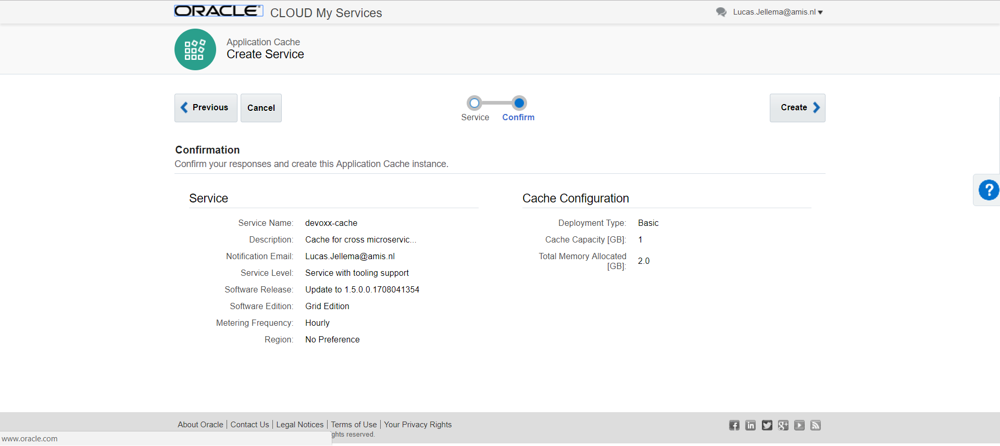 ORACLE CLOUD My Services
Lucas.Jellema@amis.nl
Application Cache
Create Service
Previous
Cancel
Service
Confirm
Create
Confirmation
Confirm your responses and create this Application Cache instance.
Service
Service Name: devoxx-cache
Description: Cache for cross microservic...
Notification Email: Lucas.Jellema@amis.nl
Service Level: Service with tooling support
Software Release: Update to 1.5.0.0.1708041354
Software Edition: Grid Edition
Metering Frequency: Hourly
Region: No Preference
Cache Configuration
Deployment Type: Basic
Cache Capacity [GB]: 1
Total Memory Allocated
[GB]: 2.0
?
About Oracle | Contact Us | Legal Notices | Terms of Use | Your Privacy Rights
ghts reserved.
www.oracle.com